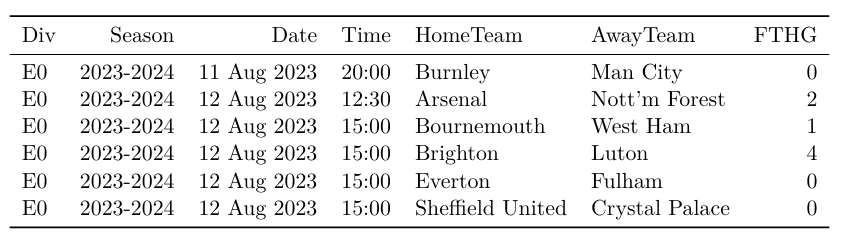 Div Season Date Time HomeTeam AwayTeam FTHG
E0 2023-2024 11 Aug 2023 20:00 Burnley Man City 0
E0 2023-2024 12 Aug 2023 12:30 Arsenal Nott'm Forest 2
E0 2023-2024 12 Aug 2023 15:00 Bournemouth West Ham 1
E0 2023-2024 12 Aug 2023 15:00 Brighton Luton 4
E0 2023-2024 12 Aug 2023 15:00 Everton Fulham 0
E0 2023-2024 12 Aug 2023 15:00 Sheffield United Crystal Palace 0